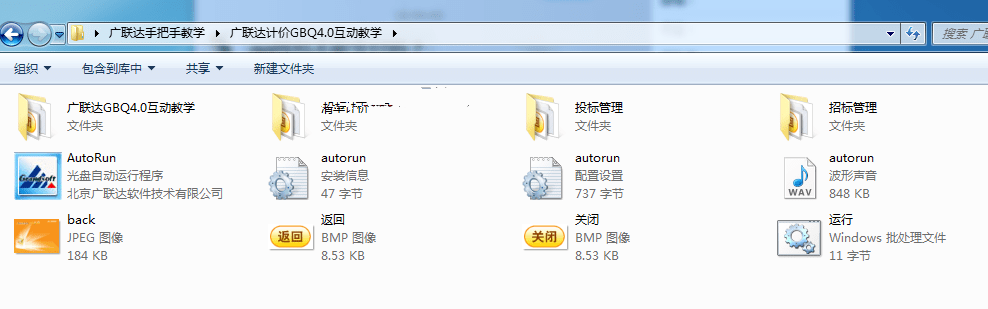 广联达手把手教学 广联达计价GBQ4.0互动教学 搜索 广
组织 包含到库中 共享 新建文件夹
广联达GBQ4.0互动教学 投标管理 招标管理
文件夹 文件夹 文件夹 文件夹
AutoRun autorun autorun autorun
光盘自动运行程序 安装信息 配置设置 波形声音
北京广联达软件技术有限公司 47 字节 737 字节 WAV 848 KB
Grandsoft
back 返回 关闭 运行
JPEG 图像 返回 BMP 图像 关闭 BMP 图像 Windows 批处理文件
184 KB 8.53 KB 8.53 KB 11 字节